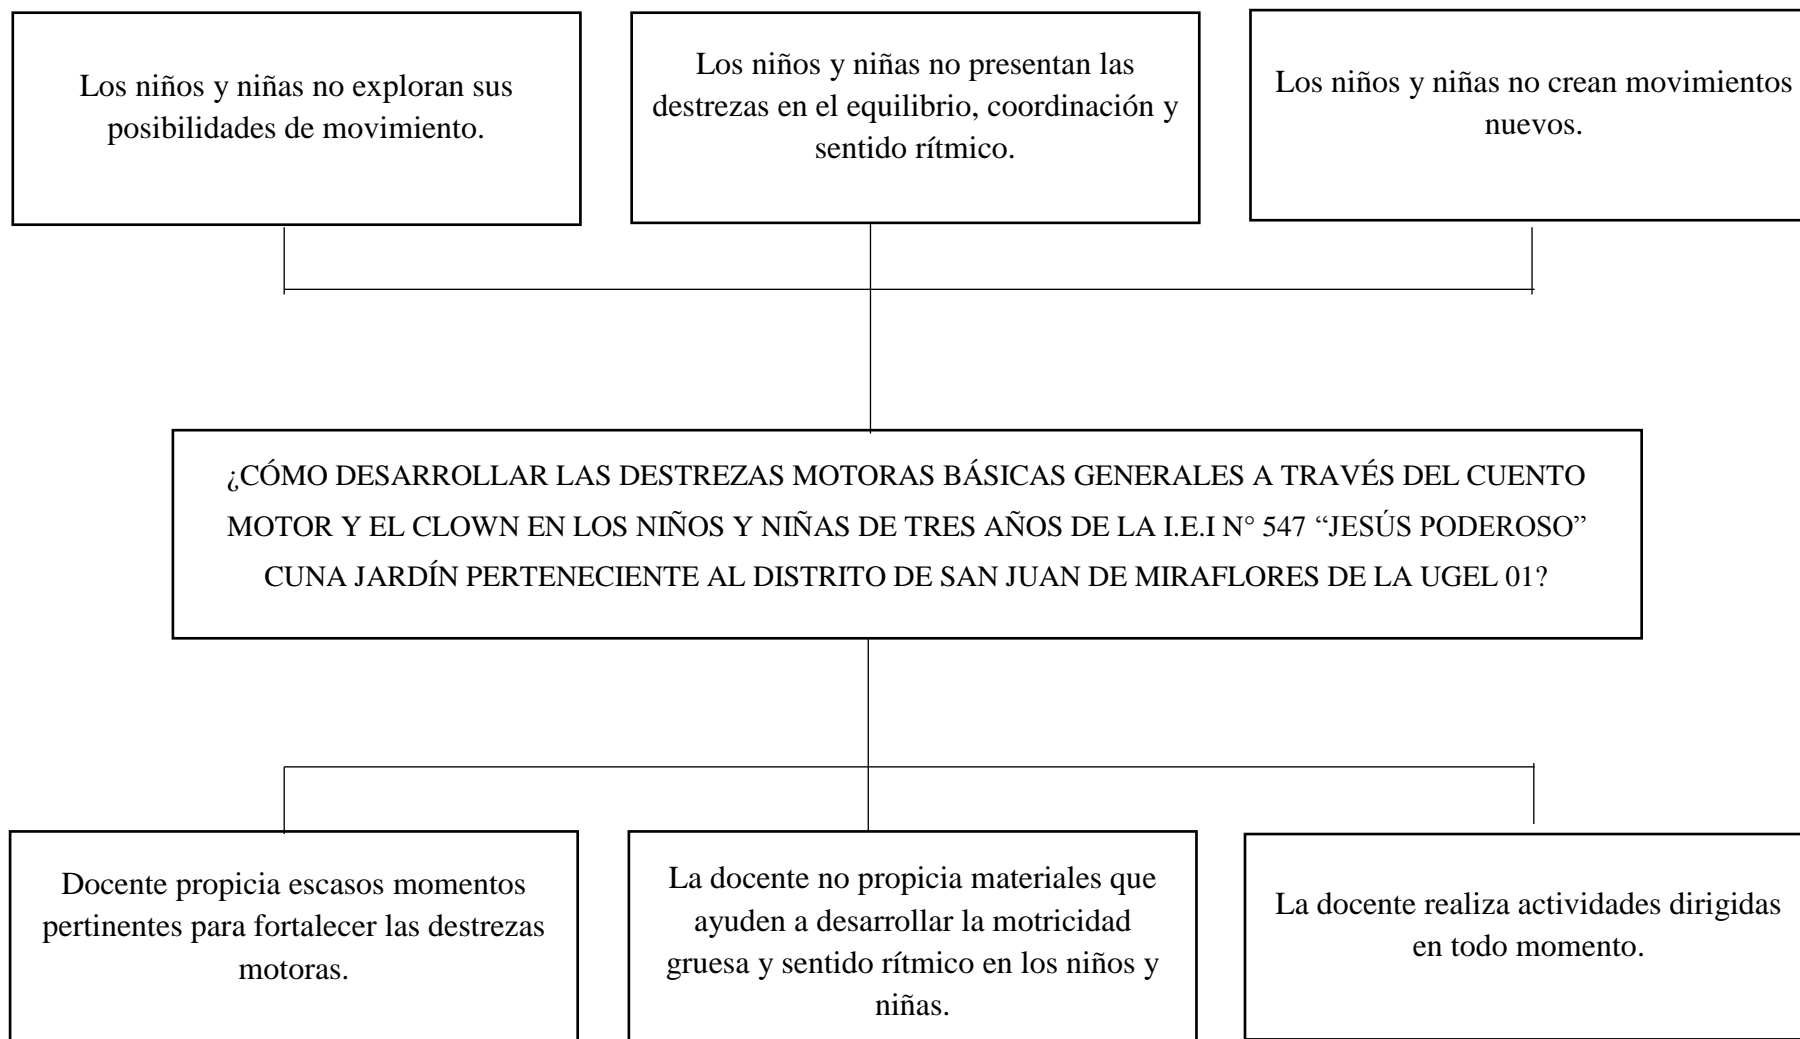 Los niños y niñas no exploran sus
posibilidades de movimiento.
Los niños y niñas no presentan las
destrezas en el equilibrio, coordinación y
sentido rítmico.
Los niños y niñas no crean movimientos
nuevos.
¿CÓMO DESARROLLAR LAS DESTREZAS MOTORAS BÁSICAS GENERALES A TRAVÉS DEL CUENTO
MOTOR Y EL CLOWN EN LOS NIÑOS Y NIÑAS DE TRES AÑOS DE LA I.E.I N° 547 “JESÚS PODEROSO”
CUNA JARDÍN PERTENECIENTE AL DISTRITO DE SAN JUAN DE MIRAFLORES DE LA UGEL 01?
Docente propicia escasos momentos
pertinentes para fortalecer las destrezas
motoras.
La docente no propicia materiales que
ayuden a desarrollar la motricidad
gruesa y sentido rítmico en los niños y
niñas.
La docente realiza actividades dirigidas
en todo momento.